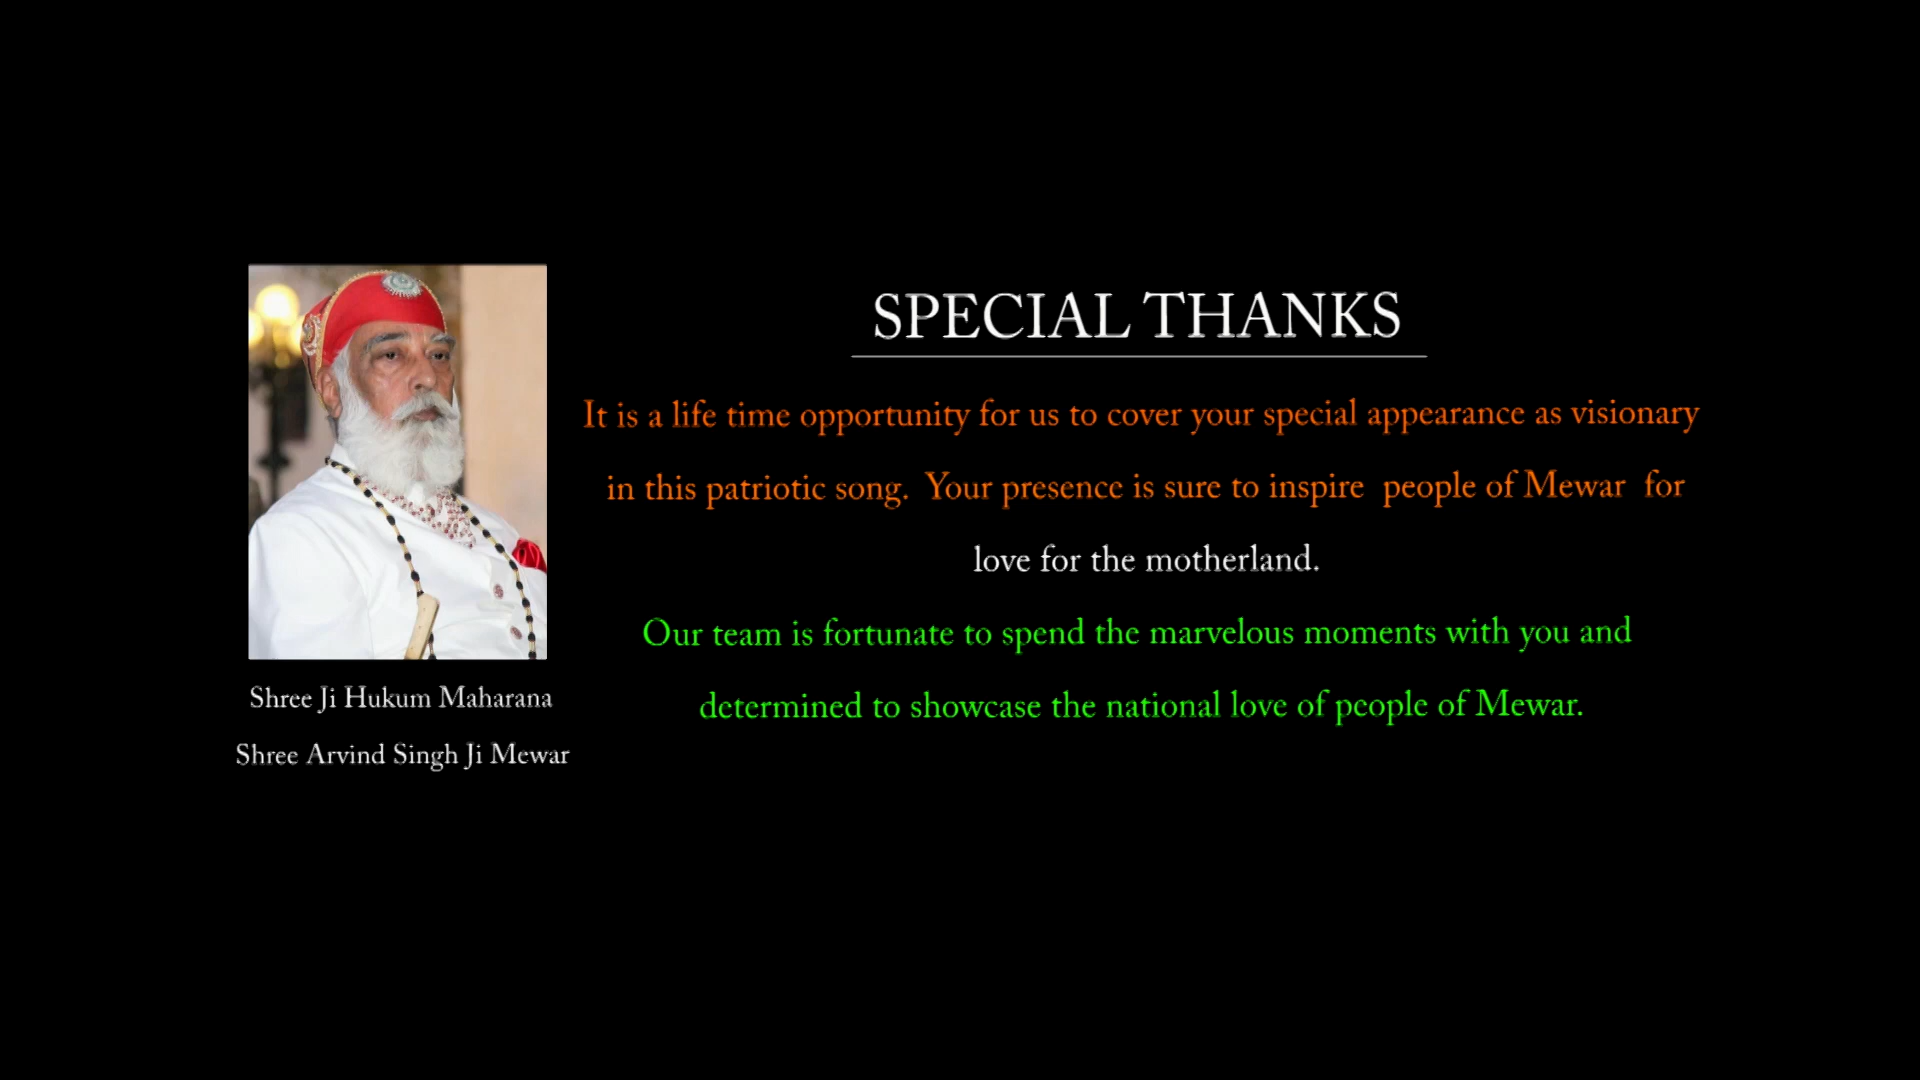 SPECIAL THANKS
It is a life time opportunity for us to cover your special appearance as visionary
in this patriotic song. Your presence is sure to inspire people of Mewar for
love for the motherland.
Our team is fortunate to spend the marvelous moments with you and
determined to showcase the national love of people of Mewar.
Shree Ji Hukum Maharana
Shree Arvind Singh Ji Mewar